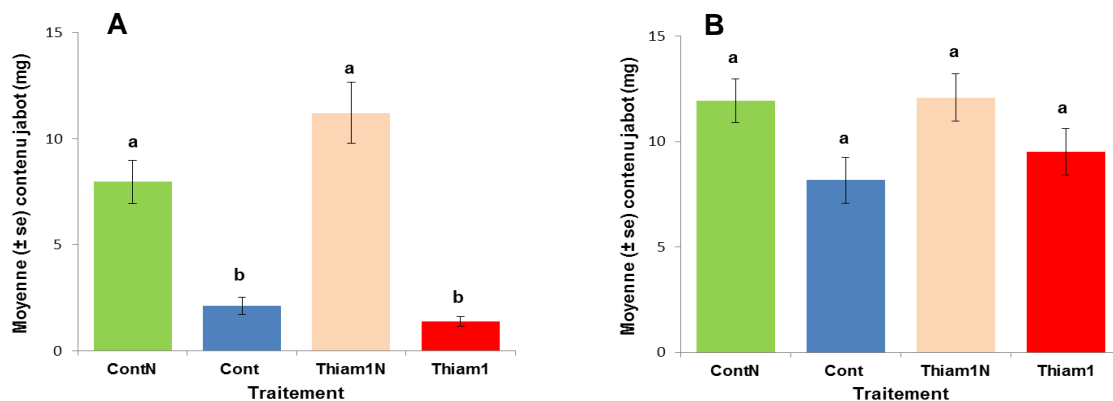 A
Moyenne (± se) contenu jabot (mg)
15
10
5
0
a
b
a
b
ContN Cont Thiam1N Thiam1
Traitement
B
Moyenne (± se) contenu jabot (mg)
15
10
5
0
a
a
a
a
ContN Cont Thiam1N Thiam1
Traitement